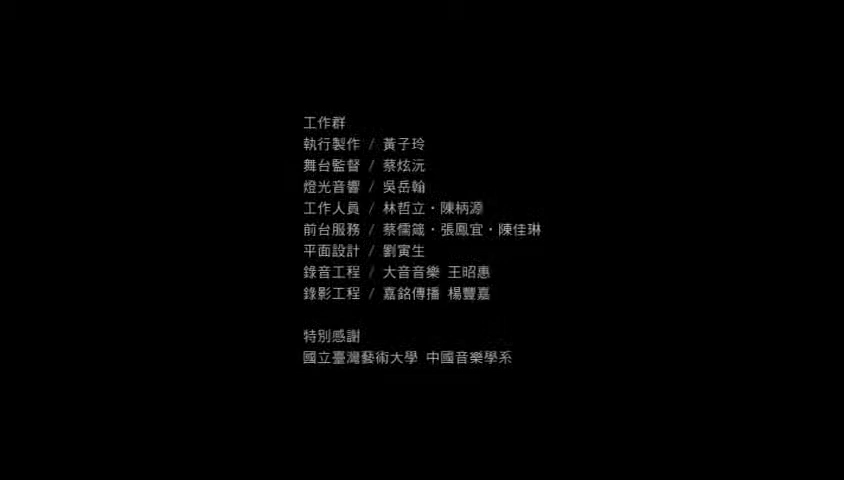 工作群
執行製作 / 黃子玲
舞台監督 / 蔡炫沅
燈光音響 / 吳岳翰
工作人員 / 林哲立・陳柄源
前台服務 / 蔡儒箴・張鳳宜・陳佳琳
平面設計 / 劉寅生
錄音工程 / 大音音樂 王昭惠
錄影工程 / 嘉銘傳播 楊豐嘉
特別感謝
國立臺灣藝術大學 中國音樂學系